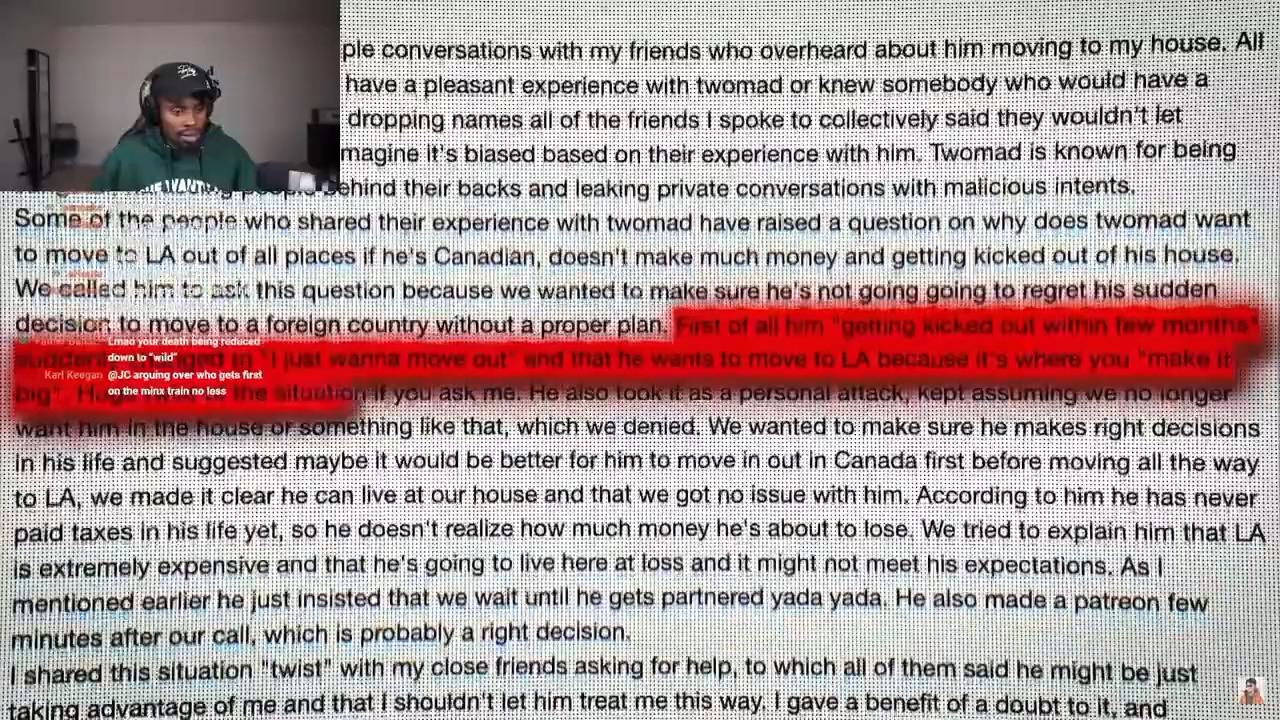 ple conversations with my friends who overheard about him moving to my house. All
have a pleasant experience with twomad or knew somebody who would have a
dropping names all of the friends I spoke to collectively said they wouldn't let
magine it's biased based on their experience with him. Twomad is known for being
people behind their backs and leaking private conversations with malicious intents.
Some of the people who shared their experience with twomad have raised a question on why does twomad want
to move to LA out of all places if he's Canadian, doesn't make much money and getting kicked out of his house.
We called him to ask this question because we wanted to make sure he's not going going to regret his sudden
decision to move to a foreign country without a proper plan. First of all him "getting kicked out within few months"
"I just wanna move out" and that he wants to move to LA because it's where you "make it
big". the situation if you ask me. He also took it as a personal attack, kept assuming we no longer
want him in the house or something like that, which we denied. We wanted to make sure he makes right decisions
in his life and suggested maybe it would be better for him to move in out in Canada first before moving all the way
to LA, we made it clear he can live at our house and that we got no issue with him. According to him he has never
paid taxes in his life yet, so he doesn't realize how much money he's about to lose. We tried to explain him that LA
is extremely expensive and that he's going to live here at loss and it might not meet his expectations. As I
mentioned earlier he just insisted that we wait until he gets partnered yada yada. He also made a patreon few
minutes after our call, which is probably a right decision.
I shared this situation "twist" with my close friends asking for help, to which all of them said he might be just
taking advantage of me and that I shouldn't let him treat me this way. I gave a benefit of a doubt to it, and
Lmao your death being reduced
down to "wild"
Karl Keegan @JC arguing over who gets first
on the minx train no less